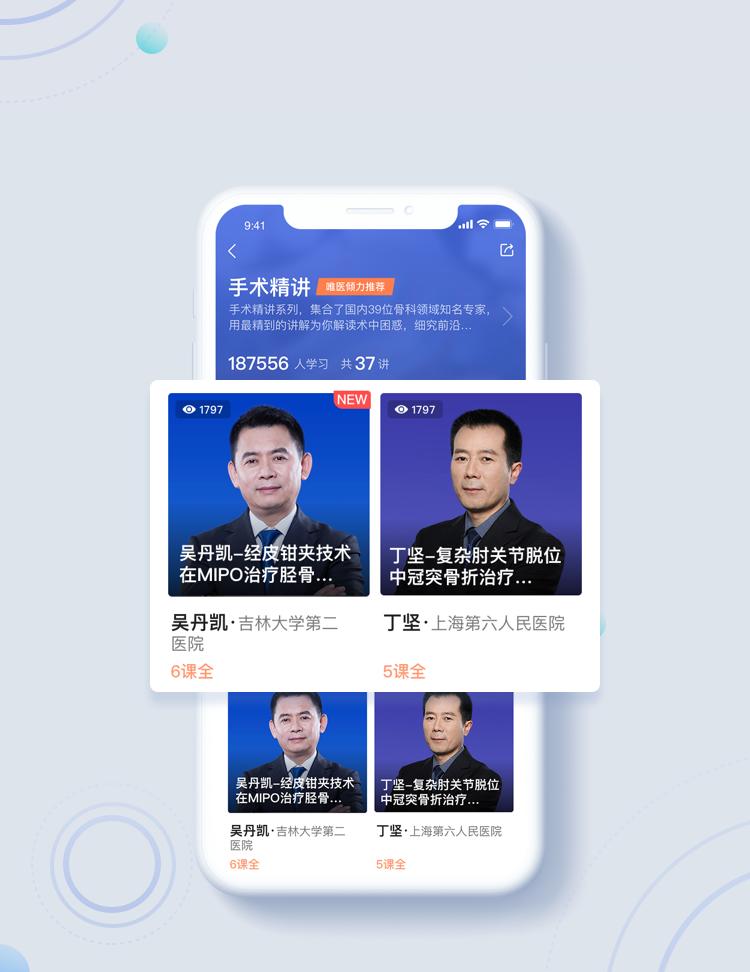 9:41
手术精讲 唯医倾力推荐
手术精讲系列，集合了国内39位骨科领域知名专家，
用最精到的讲解为你解读术中困惑，细究前沿...
187556 人学习 共37讲
1797
NEW
吴丹凯-经皮钳夹技术
在MIPO治疗胫骨...
吴丹凯·吉林大学第二
医院
6课全
1797
丁坚-复杂肘关节脱位
中冠突骨折治疗...
丁坚·上海第六人民医院
5课全
吴丹凯-经皮钳夹技术
在MIPO治疗胫骨...
吴丹凯·吉林大学第二
医院
6课全
丁坚-复杂肘关节脱位
中冠突骨折治疗...
丁坚·上海第六人民医院
5课全